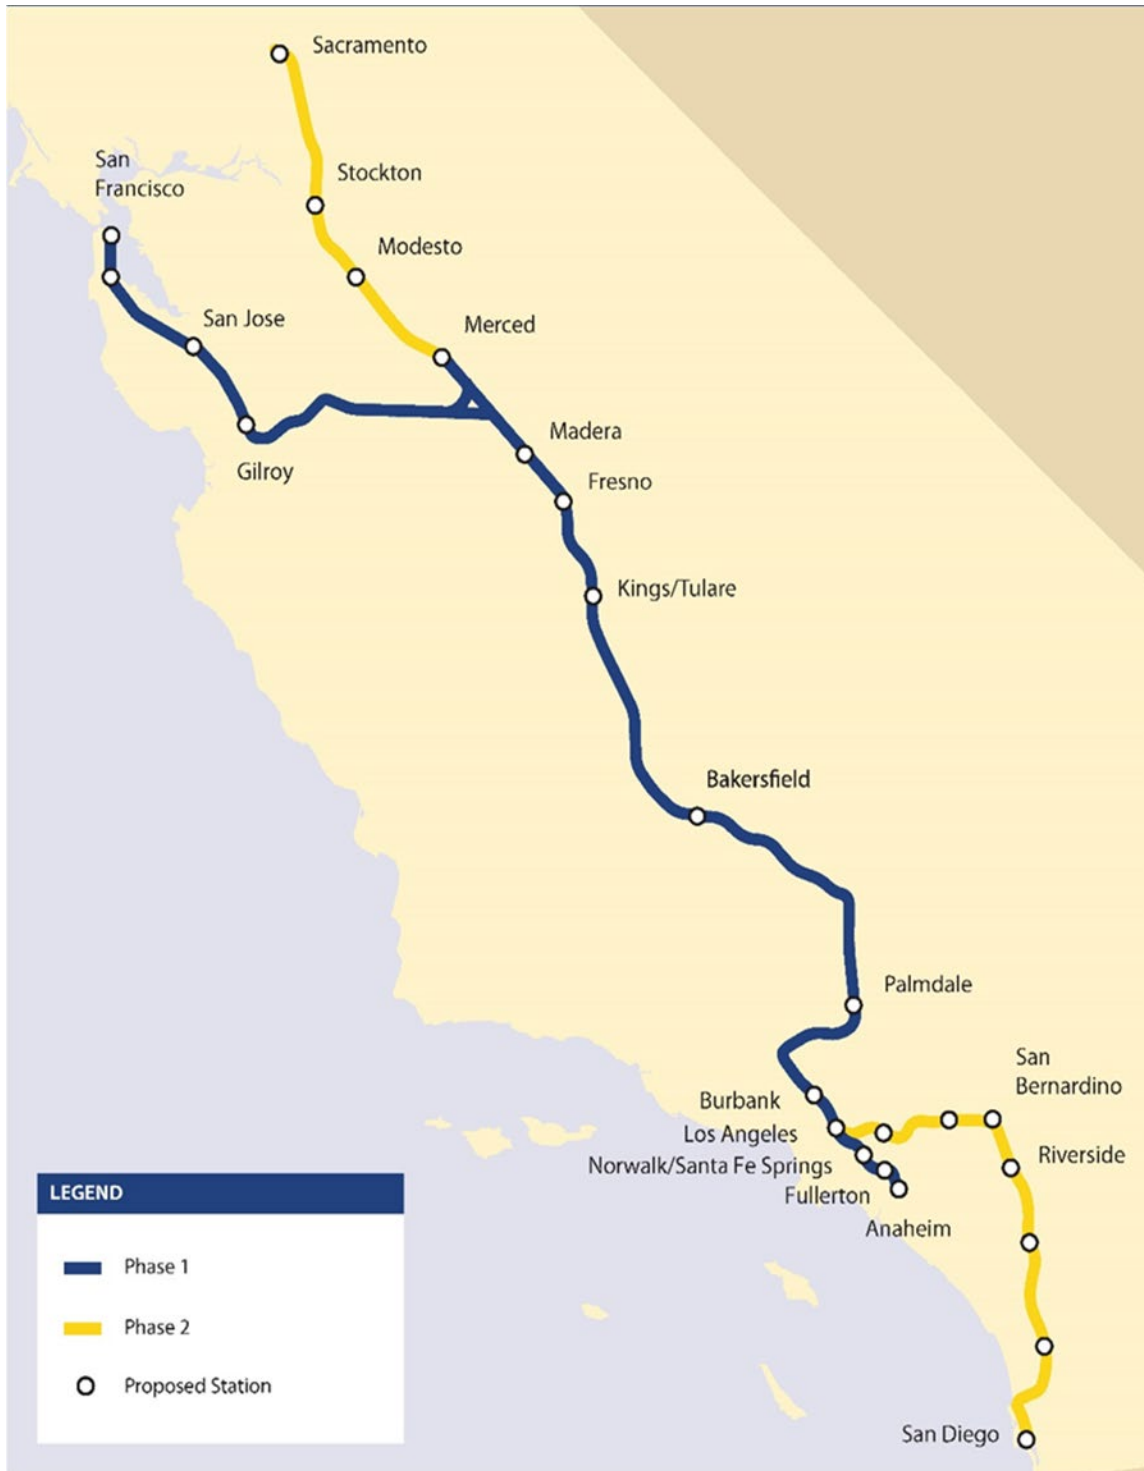 Sacramento
San
Francisco
Stockton
Modesto
San Jose
Merced
Madera
Gilroy
Fresno
Kings/Tulare
Bakersfield
Palmdale
San
Bernardino
Burbank
Los Angeles
Riverside
Norwalk/Santa Fe Springs
Fullerton
Anaheim
San Diego
LEGEND
Phase 1
Phase 2
Proposed Station